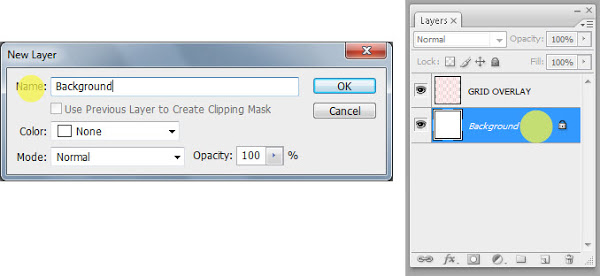 New Layer
Name: Background
OK
Use Previous Layer to Create Clipping Mask
Cancel
Color: None
Mode: Normal Opacity: 100 %
Layers x
Normal Opacity: 100%
Lock: Fill: 100%
GRID OVERLAY
Background
fx